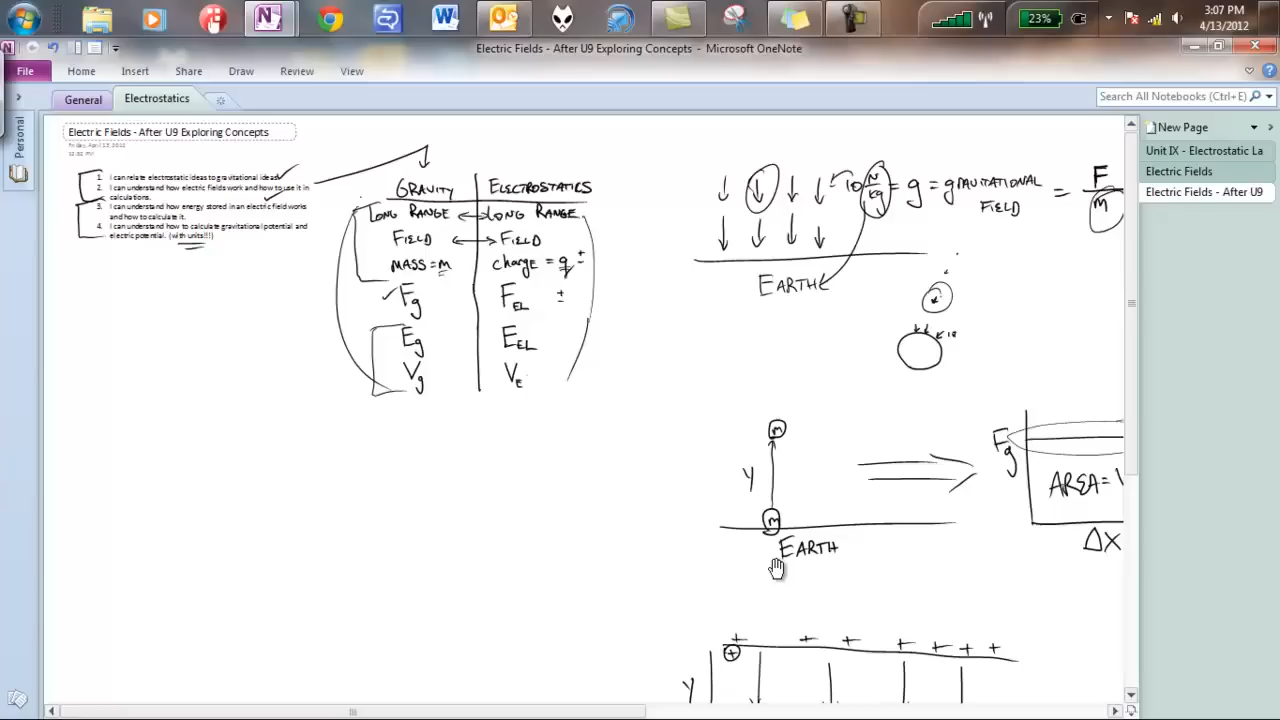 3:07 PM
23%
4/13/2012
Electric Fields - After U9 Exploring Concepts - Microsoft OneNote
File Home Insert Share Draw Review View
General Electrostatics
Search All Notebooks (Ctrl+E)
Personal
New Page
Unit IX - Electrostatic La
Electric Fields
Electric Fields - After U9
Electric Fields - After U9 Exploring Concepts
Friday, April 13, 2012
1. I can relate electrostatic ideas to gravitational ideas
2. I can understand how electric fields work and how to use it in
calculations.
3. I can understand how energy stored in an electric field works
and how to calculate it.
4. I can understand how to calculate gravitational potential and
electric potential. (with units!!!)
GRAVITY ELECTROSTATICS
LONG RANGE LONG RANGE
FIELD FIELD
MASS = m chargE = q ±
Fg FEL ±
Eg EEL
Vg VE
10 N/kg = g = gRAVITATIONAL FIELD = F/m
EARTH
10
m
y
m
EARTH
Fg
AREA =
ΔX
+ + + + + + +
+
y